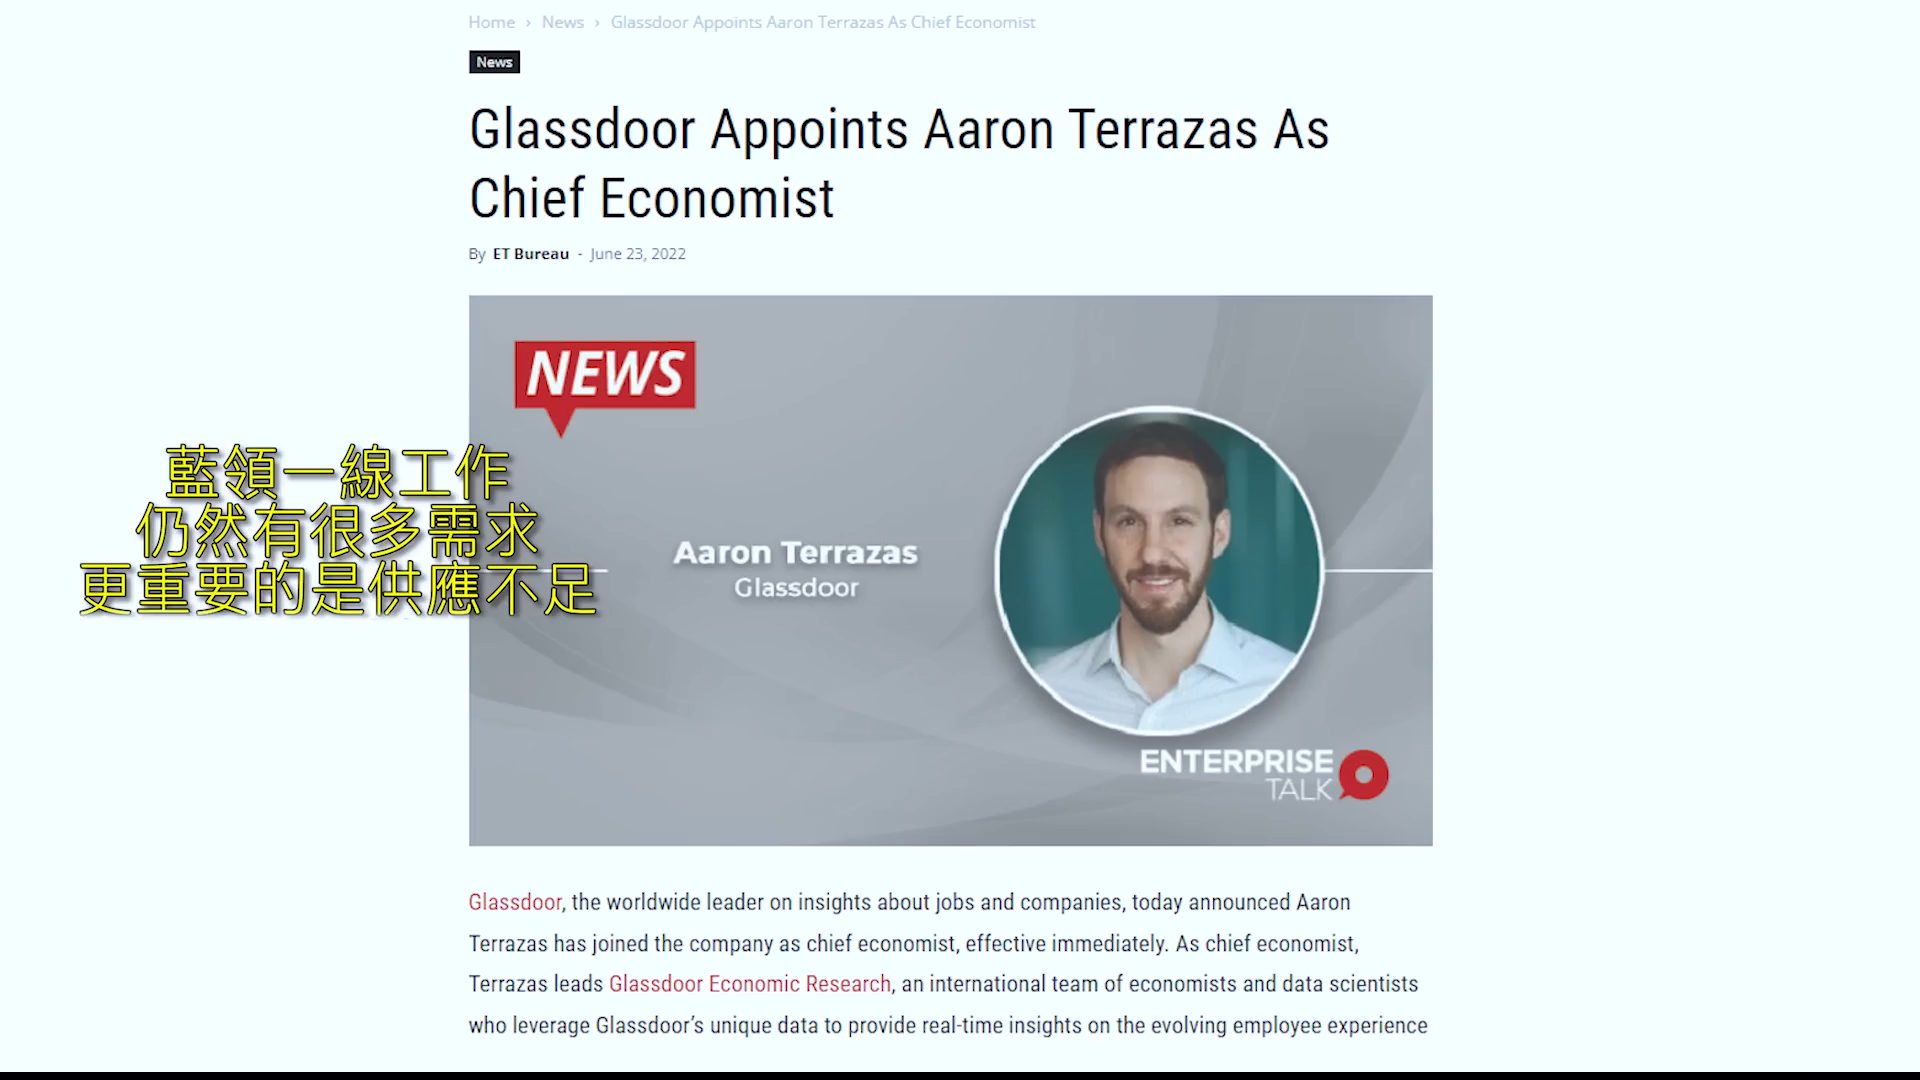 Home › News › Glassdoor Appoints Aaron Terrazas As Chief Economist
News
Glassdoor Appoints Aaron Terrazas As
Chief Economist
By ET Bureau - June 23, 2022
NEWS
藍領一線工作
仍然有很多需求
更重要的是供應不足
Aaron Terrazas
Glassdoor
ENTERPRISE
TALK
Glassdoor, the worldwide leader on insights about jobs and companies, today announced Aaron
Terrazas has joined the company as chief economist, effective immediately. As chief economist,
Terrazas leads Glassdoor Economic Research, an international team of economists and data scientists
who leverage Glassdoor’s unique data to provide real-time insights on the evolving employee experience